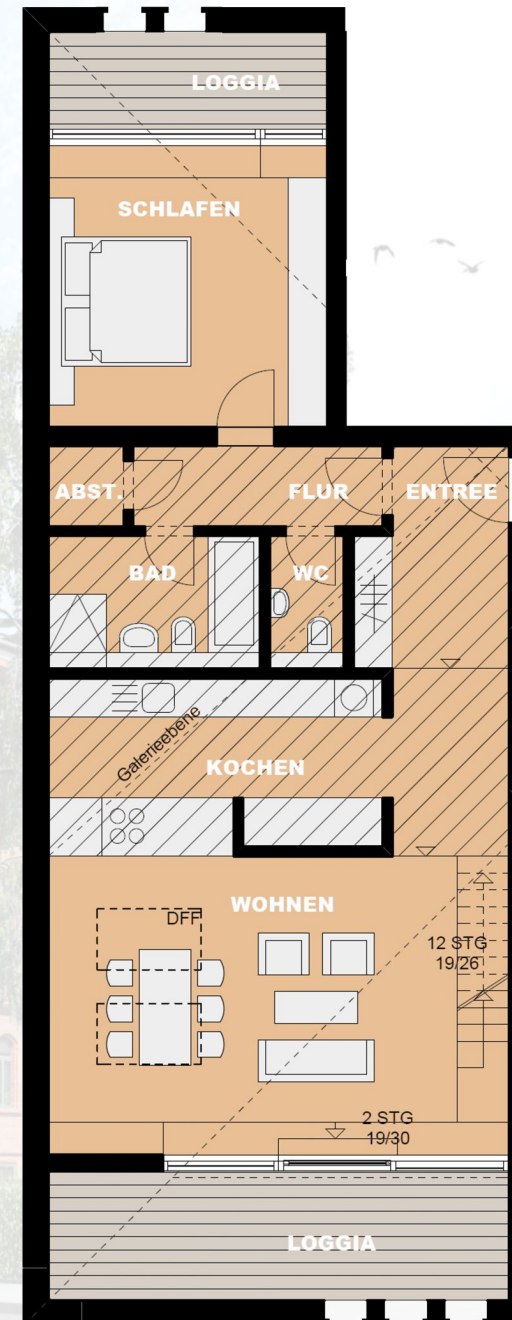 LOGGIA
SCHLAFEN
ABST.
FLUR
ENTREE
BAD
WC
Galerieebene
KOCHEN
WOHNEN
DFF
12 STG
19/26
2 STG
19/30
LOGGIA